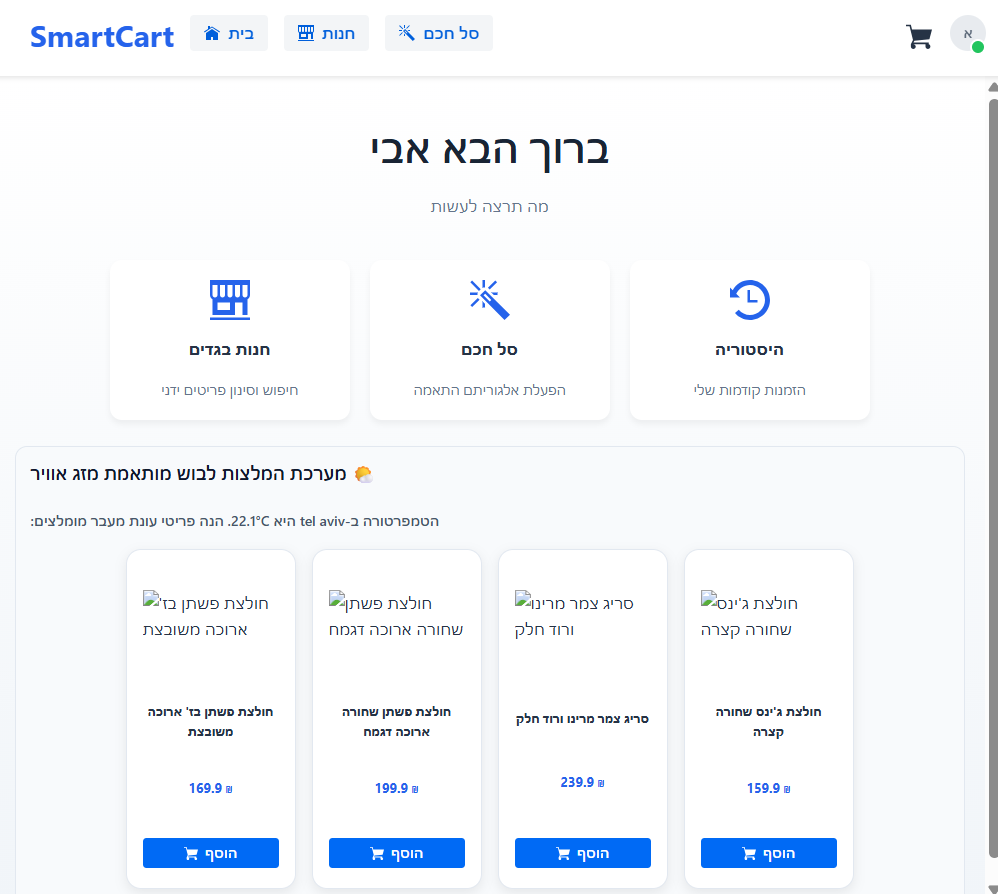 SmartCart
בית
חנות
סל חכם
א
ברוך הבא אבי
מה תרצה לעשות
היסטוריה
הזמנות קודמות שלי
סל חכם
הפעלת אלגוריתם התאמה
חנות בגדים
חיפוש וסינון פריטים ידני
מערכת המלצות לבוש מותאמת מזג אוויר
הטמפרטורה ב-tel aviv היא 22.1°C. הנה פריטי עונת מעבר מומלצים:
חולצת ג'ינס
שחורה קצרה
חולצת ג'ינס שחורה
קצרה
159.9 ₪
הוסף
סריג צמר מרינו
ורוד חלק
סריג צמר מרינו ורוד חלק
239.9 ₪
הוסף
חולצת פשתן
שחורה ארוכה דגמח
חולצת פשתן שחורה
ארוכה דגמח
199.9 ₪
הוסף
חולצת פשתן בז'
ארוכה משובצת
חולצת פשתן בז' ארוכה
משובצת
169.9 ₪
הוסף